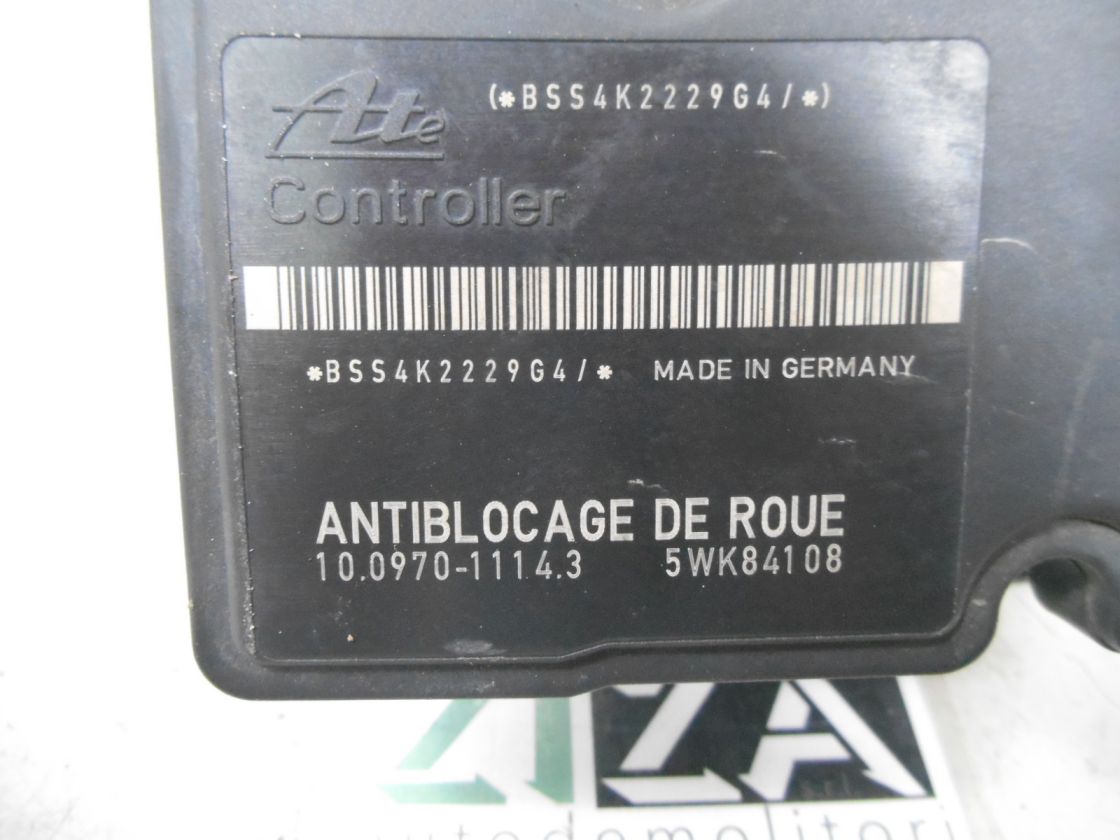 Ate
(*BSS4K2229G4/*)
Controller
*BSS4K2229G4/* MADE IN GERMANY
ANTIBLOCAGE DE ROUE
10.0970-1114.3 5WK84108